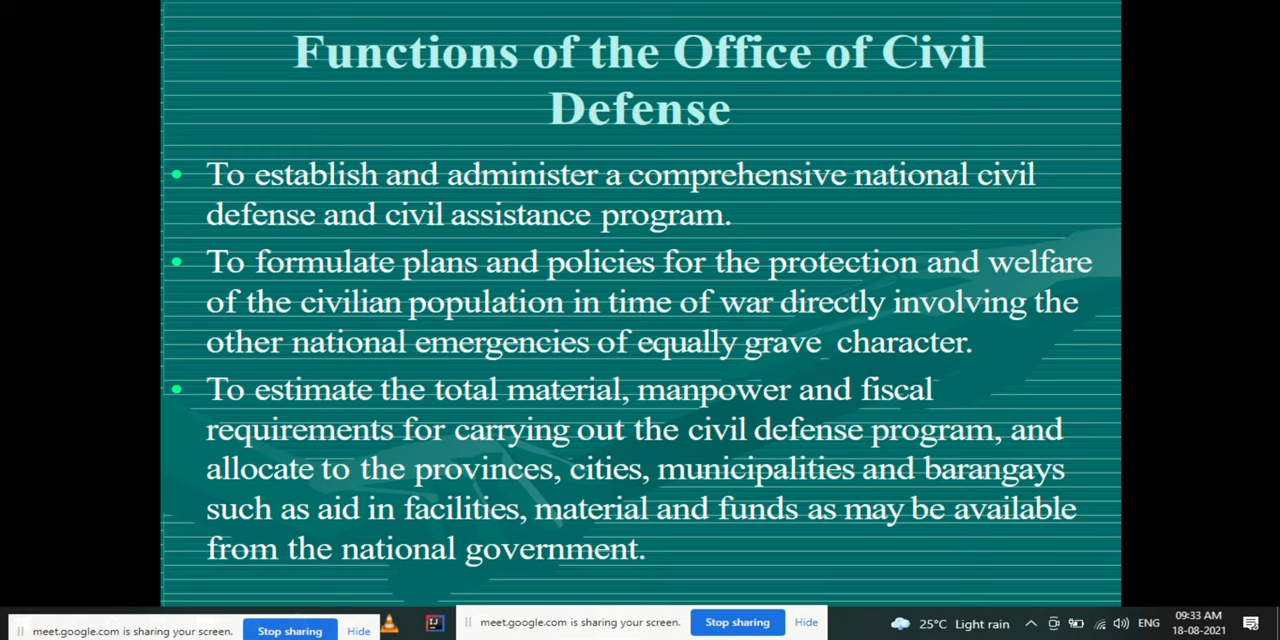 Functions of the Office of Civil
Defense
• To establish and administer a comprehensive national civil
defense and civil assistance program.
• To formulate plans and policies for the protection and welfare
of the civilian population in time of war directly involving the
other national emergencies of equally grave character.
• To estimate the total material, manpower and fiscal
requirements for carrying out the civil defense program, and
allocate to the provinces, cities, municipalities and barangays
such as aid in facilities, material and funds as may be available
from the national government.
meet.google.com is sharing your screen. Stop sharing Hide
IJ
meet.google.com is sharing your screen. Stop sharing Hide
25°C Light rain
ENG
09:33 AM
18-08-2021